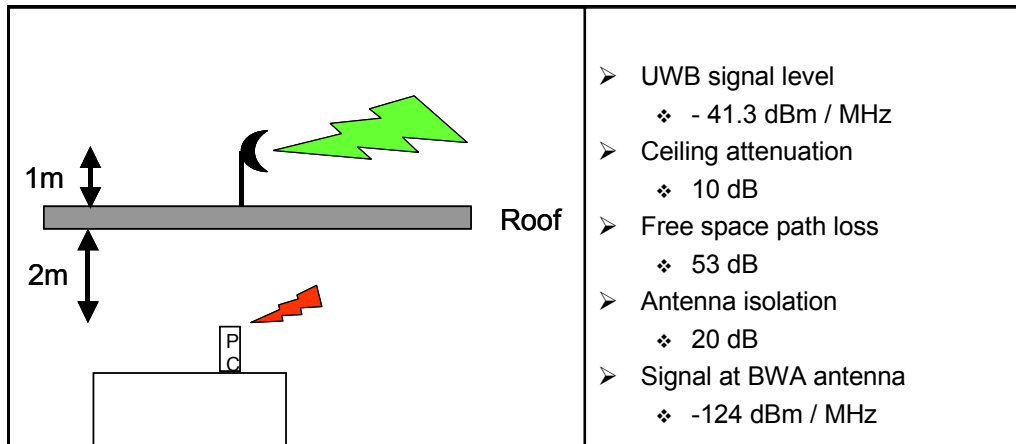 1m
Roof
2m
P
C
➢ UWB signal level
❖ - 41.3 dBm / MHz
➢ Ceiling attenuation
❖ 10 dB
➢ Free space path loss
❖ 53 dB
➢ Antenna isolation
❖ 20 dB
➢ Signal at BWA antenna
❖ -124 dBm / MHz